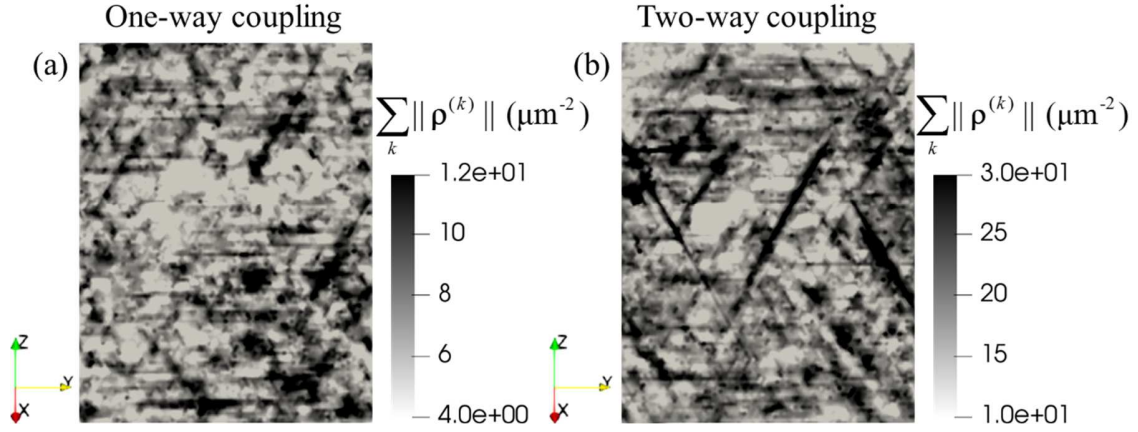 One-way coupling
Two-way coupling
(a)
∑ₖ ‖ ρ⁽ᵏ⁾ ‖ (μm⁻²)
1.2e+01
10
8
6
4.0e+00
Z
Y
X
(b)
∑ₖ ‖ ρ⁽ᵏ⁾ ‖ (μm⁻²)
3.0e+01
25
20
15
1.0e+01
Z
Y
X